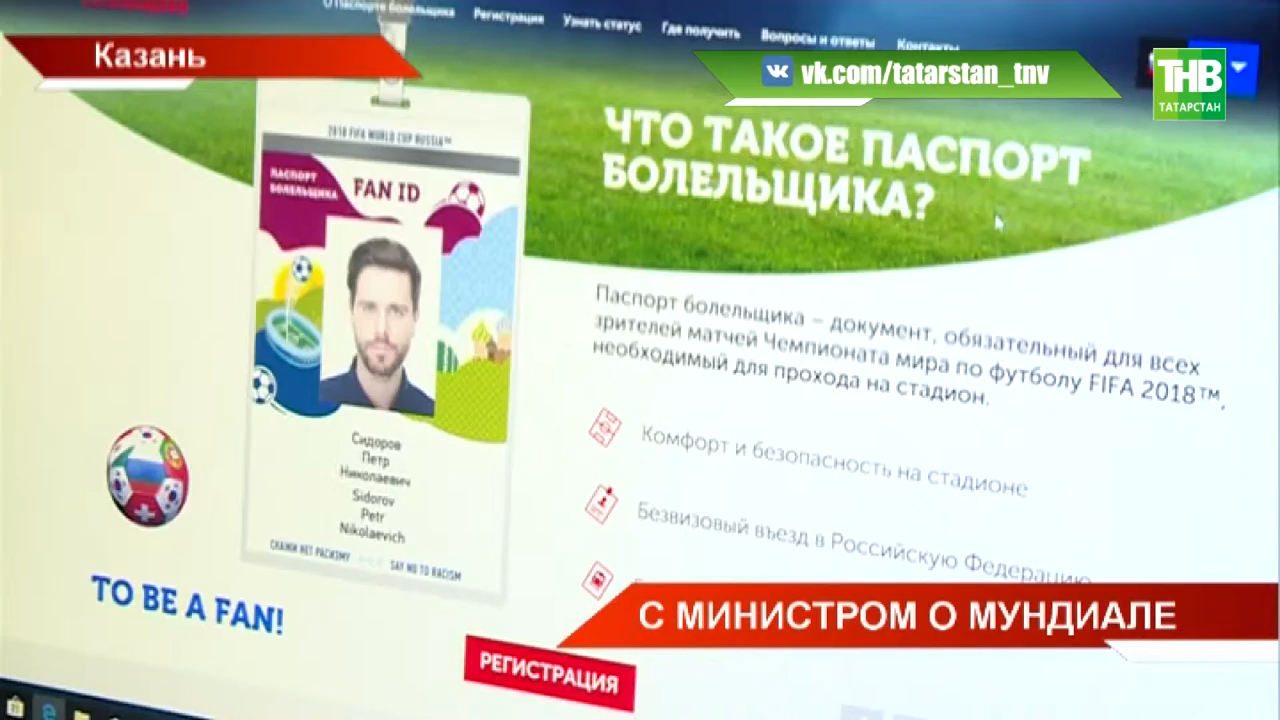 О Паспорте болельщика
Регистрация
Узнать статус
Где получить
Вопросы и ответы
Контакты
Казань
vk.com/tatarstan_tnv
ТНВ
ТАТАРСТАН
2018 FIFA WORLD CUP RUSSIA™
ПАСПОРТ
БОЛЕЛЬЩИКА
FAN ID
ЧТО ТАКОЕ ПАСПОРТ
БОЛЕЛЬЩИКА?
Паспорт болельщика – документ, обязательный для всех
зрителей матчей Чемпионата мира по футболу FIFA 2018™,
необходимый для прохода на стадион.
Комфорт и безопасность на стадионе
Безвизовый въезд в Российскую Федерацию
Сидоров
Петр
Николаевич
Sidorov
Petr
Nikolaevich
СКАЖИ НЕТ РАСИЗМУ
SAY NO TO RACISM
TO BE A FAN!
С МИНИСТРОМ О МУНДИАЛЕ
РЕГИСТРАЦИЯ